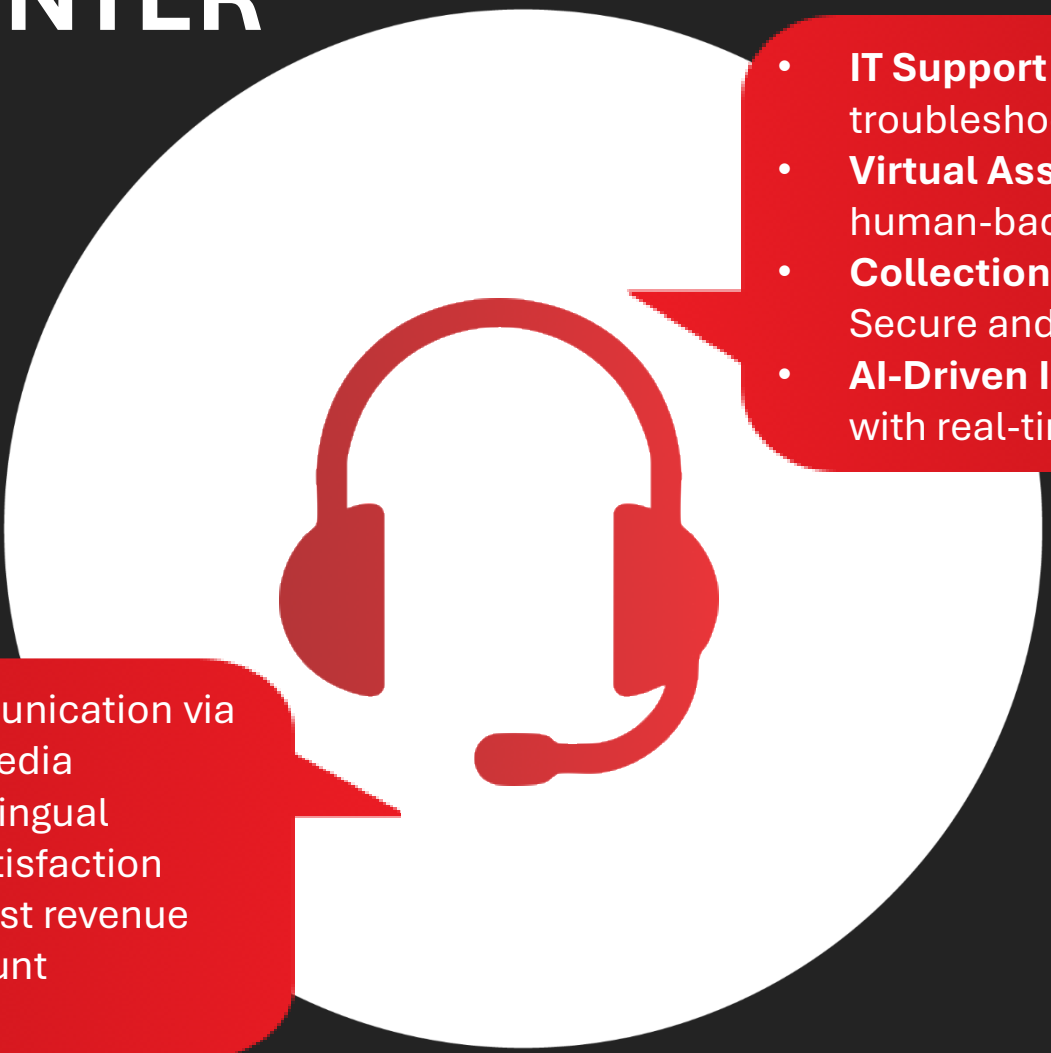 NTER
• IT Support
troublesho
• Virtual Ass
human-bac
• Collection
Secure and
• AI-Driven I
with real-ti
unication via
edia
ingual
tisfaction
st revenue
unt